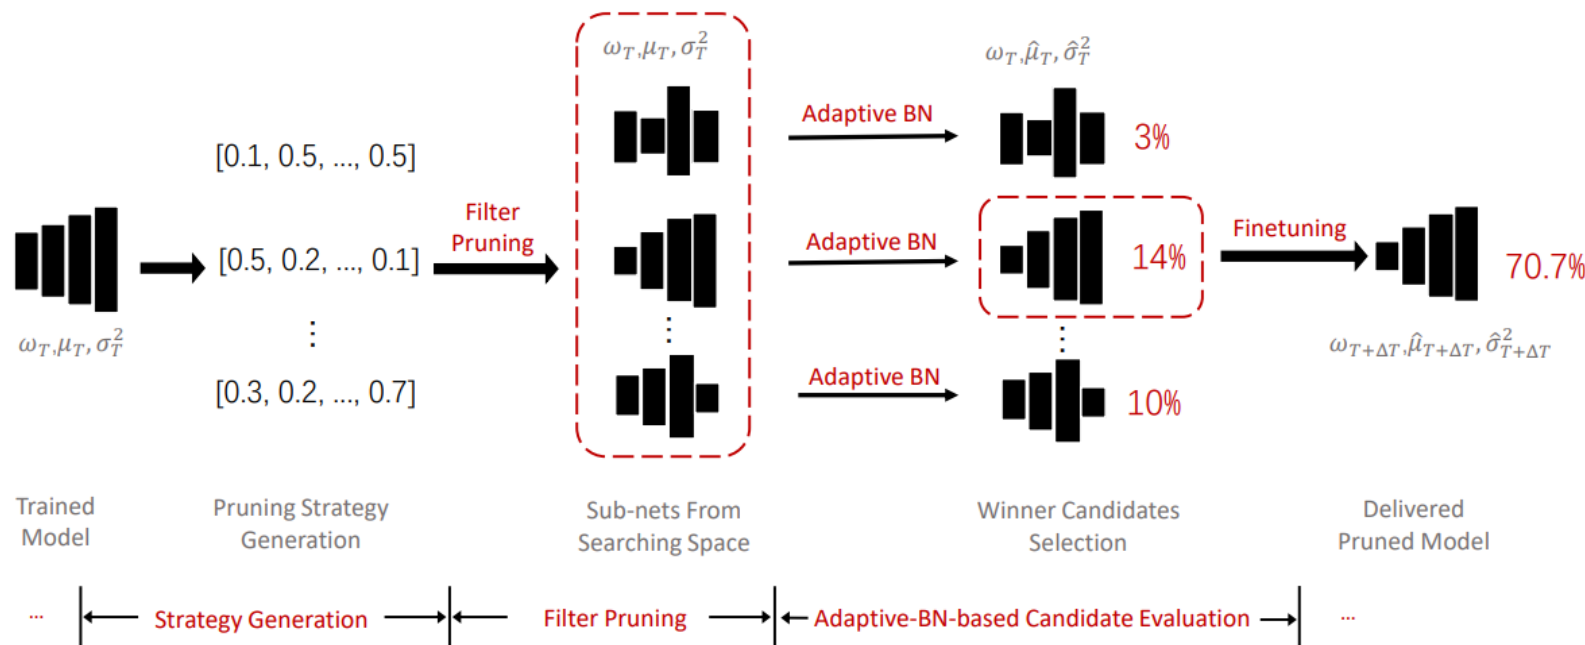 ω_T, μ_T, σ_T^2
[0.1, 0.5, ..., 0.5]
[0.5, 0.2, ..., 0.1]
⋮
[0.3, 0.2, ..., 0.7]
Filter
Pruning
ω_T, μ_T, σ_T^2
⋮
Adaptive BN
Adaptive BN
Adaptive BN
ω_T, μ̂_T, σ̂_T^2
3%
14%
⋮
10%
Finetuning
70.7%
ω_{T+ΔT}, μ̂_{T+ΔT}, σ̂_{T+ΔT}^2
Trained
Model
Pruning Strategy
Generation
Sub-nets From
Searching Space
Winner Candidates
Selection
Delivered
Pruned Model
...
Strategy Generation
Filter Pruning
Adaptive-BN-based Candidate Evaluation
...